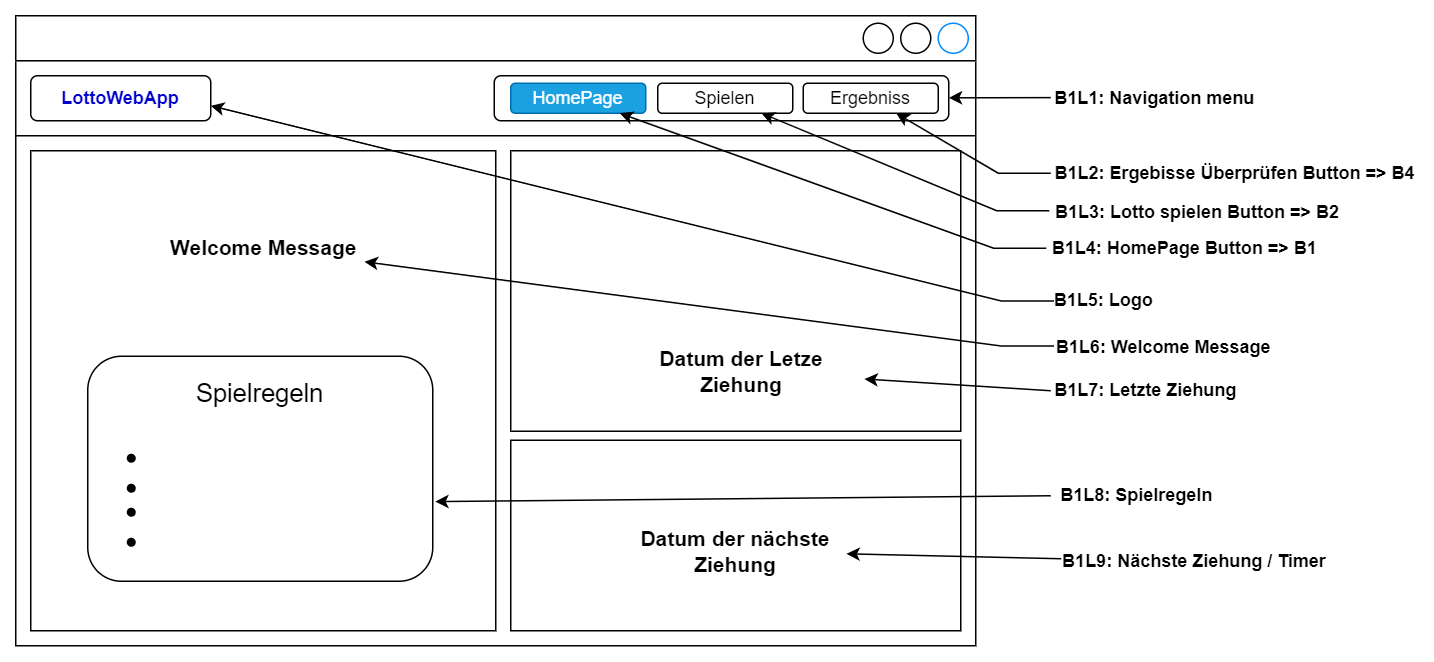 LottoWebApp
HomePage
Spielen
Ergebniss
B1L1: Navigation menu
B1L2: Ergebisse Überprüfen Button => B4
B1L3: Lotto spielen Button => B2
B1L4: HomePage Button => B1
B1L5: Logo
B1L6: Welcome Message
B1L7: Letzte Ziehung
B1L8: Spielregeln
B1L9: Nächste Ziehung / Timer
Welcome Message
Spielregeln
Datum der Letze
Ziehung
Datum der nächste
Ziehung